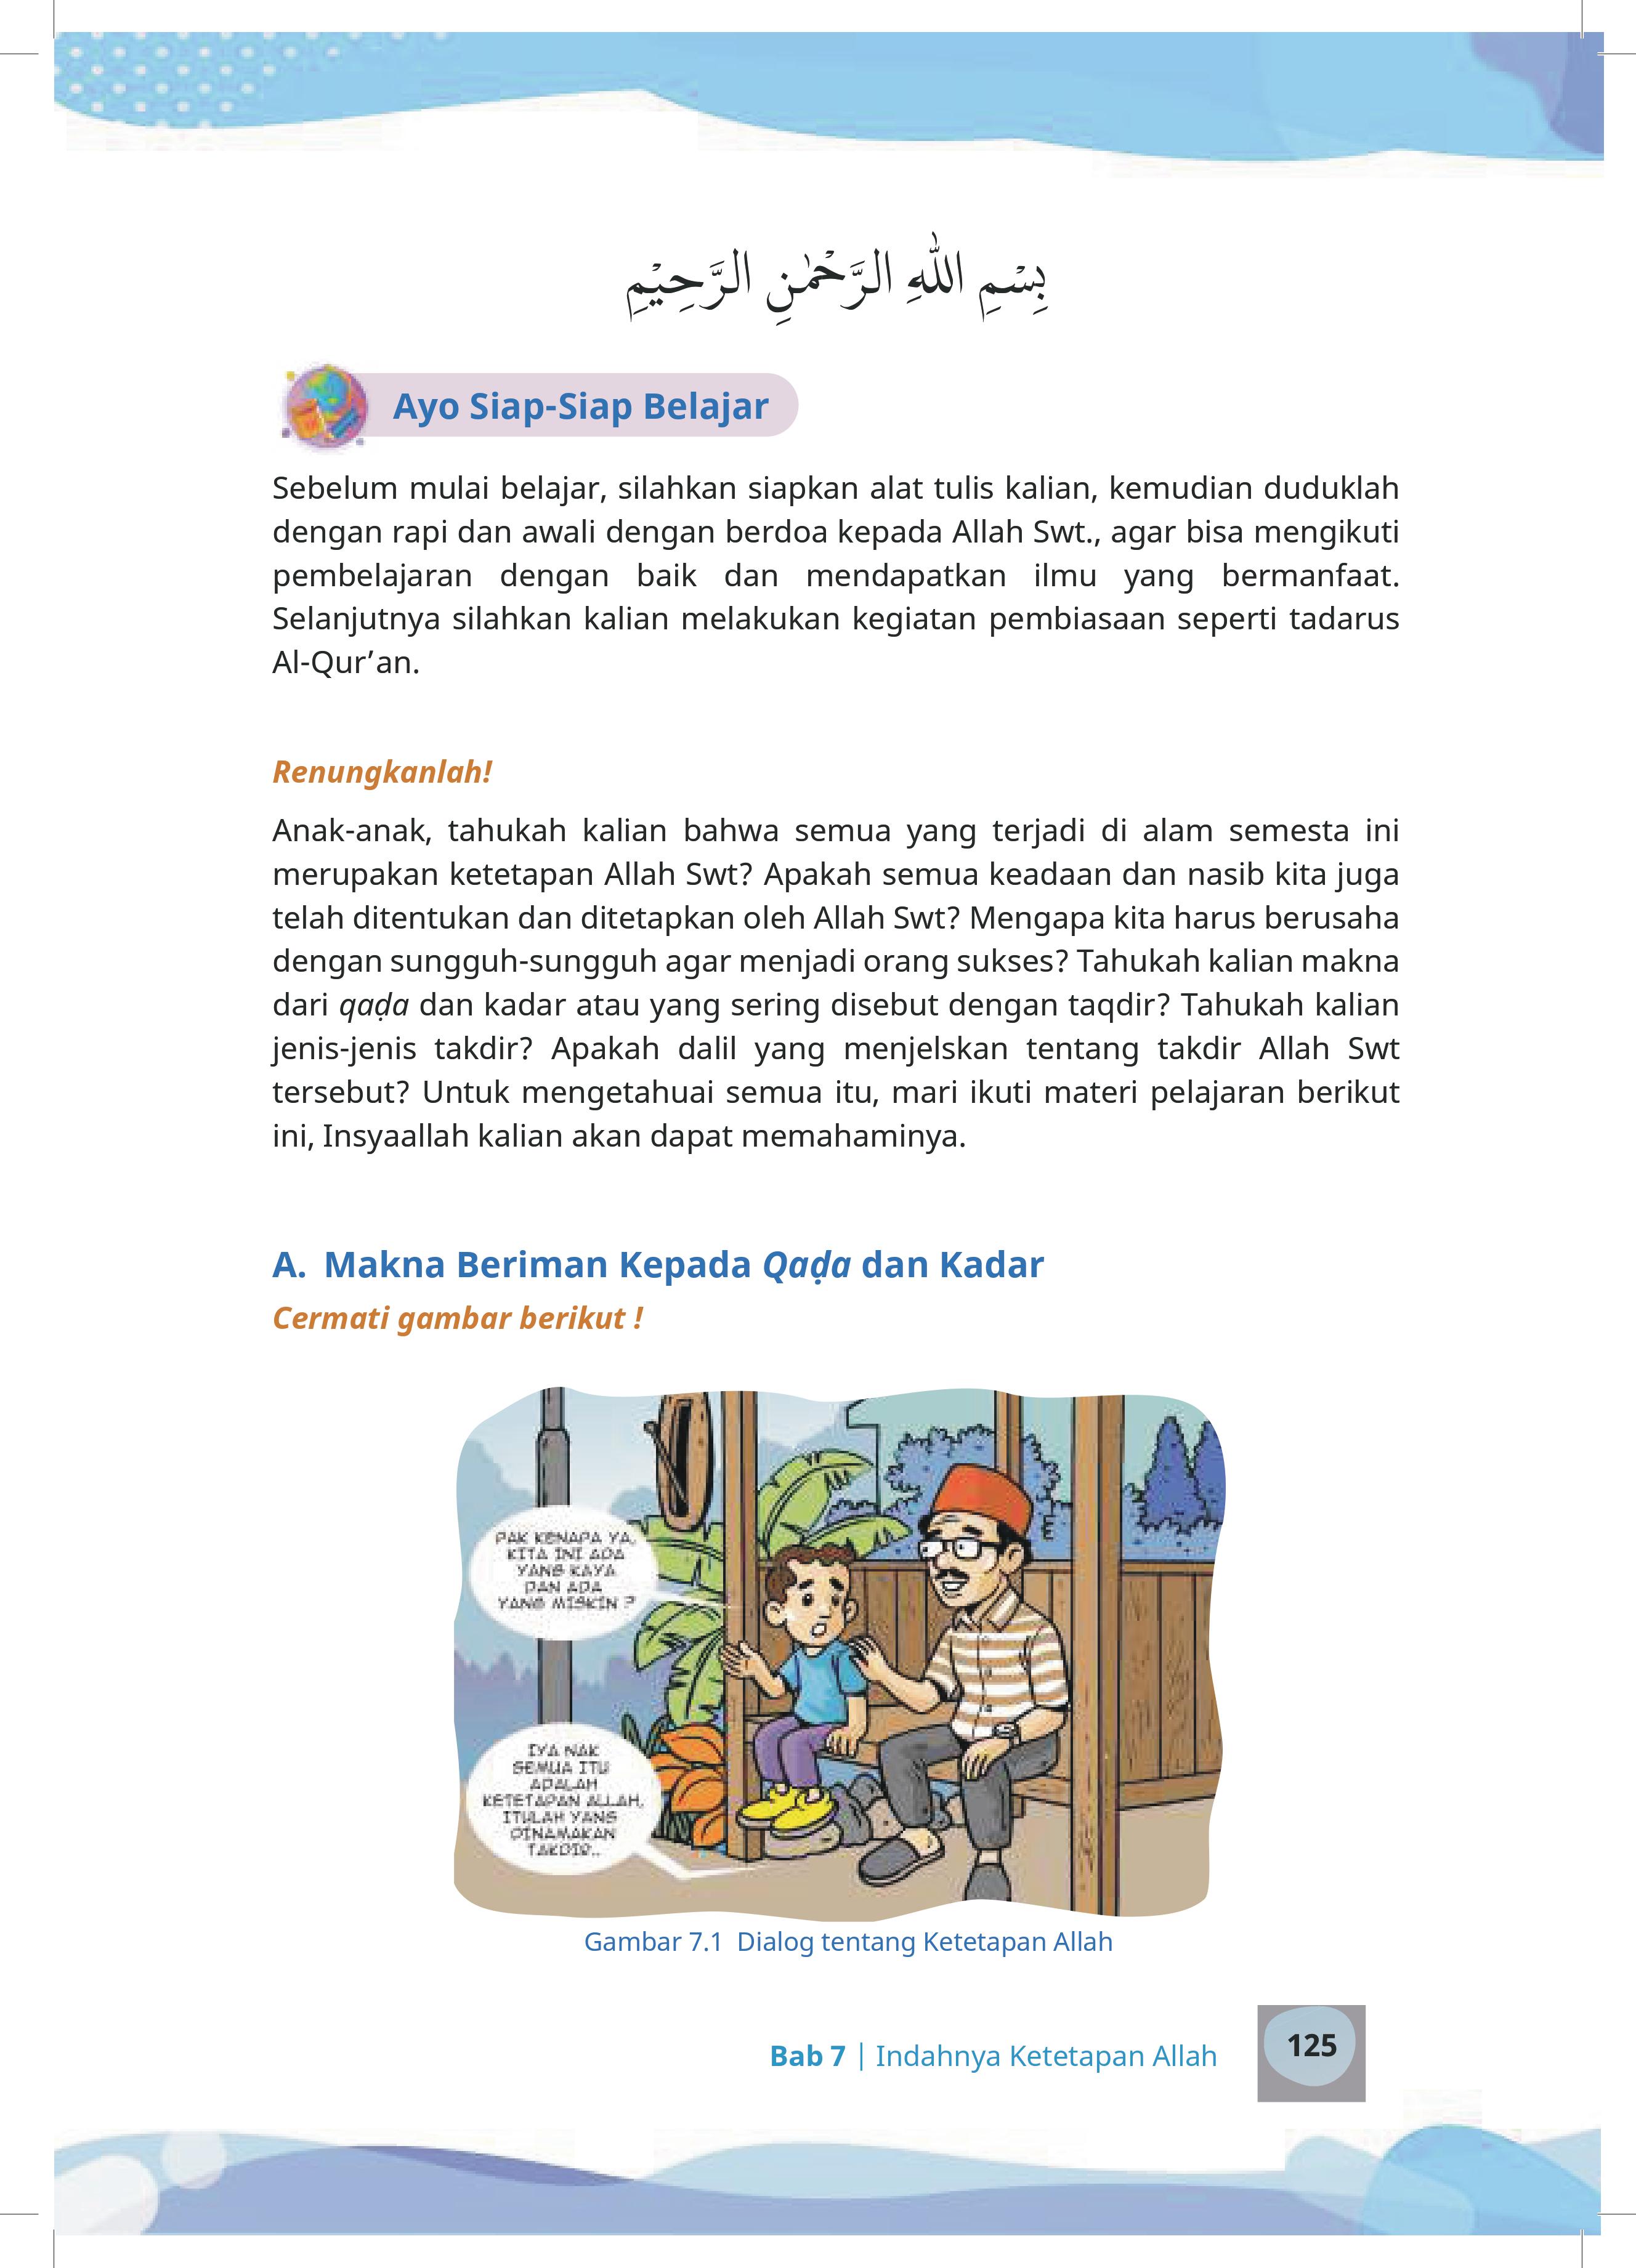 بِسْمِ اللّٰهِ الرَّحْمٰنِ الرَّحِيْمِ
Ayo Siap-Siap Belajar
Sebelum mulai belajar, silahkan siapkan alat tulis kalian, kemudian duduklah
dengan rapi dan awali dengan berdoa kepada Allah Swt., agar bisa mengikuti
pembelajaran dengan baik dan mendapatkan ilmu yang bermanfaat.
Selanjutnya silahkan kalian melakukan kegiatan pembiasaan seperti tadarus
Al-Qur’an.
Renungkanlah!
Anak-anak, tahukah kalian bahwa semua yang terjadi di alam semesta ini
merupakan ketetapan Allah Swt? Apakah semua keadaan dan nasib kita juga
telah ditentukan dan ditetapkan oleh Allah Swt? Mengapa kita harus berusaha
dengan sungguh-sungguh agar menjadi orang sukses? Tahukah kalian makna
dari qaḍa dan kadar atau yang sering disebut dengan taqdir? Tahukah kalian
jenis-jenis takdir? Apakah dalil yang menjelskan tentang takdir Allah Swt
tersebut? Untuk mengetahuai semua itu, mari ikuti materi pelajaran berikut
ini, Insyaallah kalian akan dapat memahaminya.
A. Makna Beriman Kepada Qaḍa dan Kadar
Cermati gambar berikut !
PAK KENAPA YA,
KITA INI ADA
YANG KAYA
DAN ADA
YANG MISKIN ?
IYA NAK
SEMUA ITU
ADALAH
KETETAPAN ALLAH,
ITULAH YANG
DINAMAKAN
TAKDIR..
Gambar 7.1 Dialog tentang Ketetapan Allah
Bab 7 | Indahnya Ketetapan Allah
125